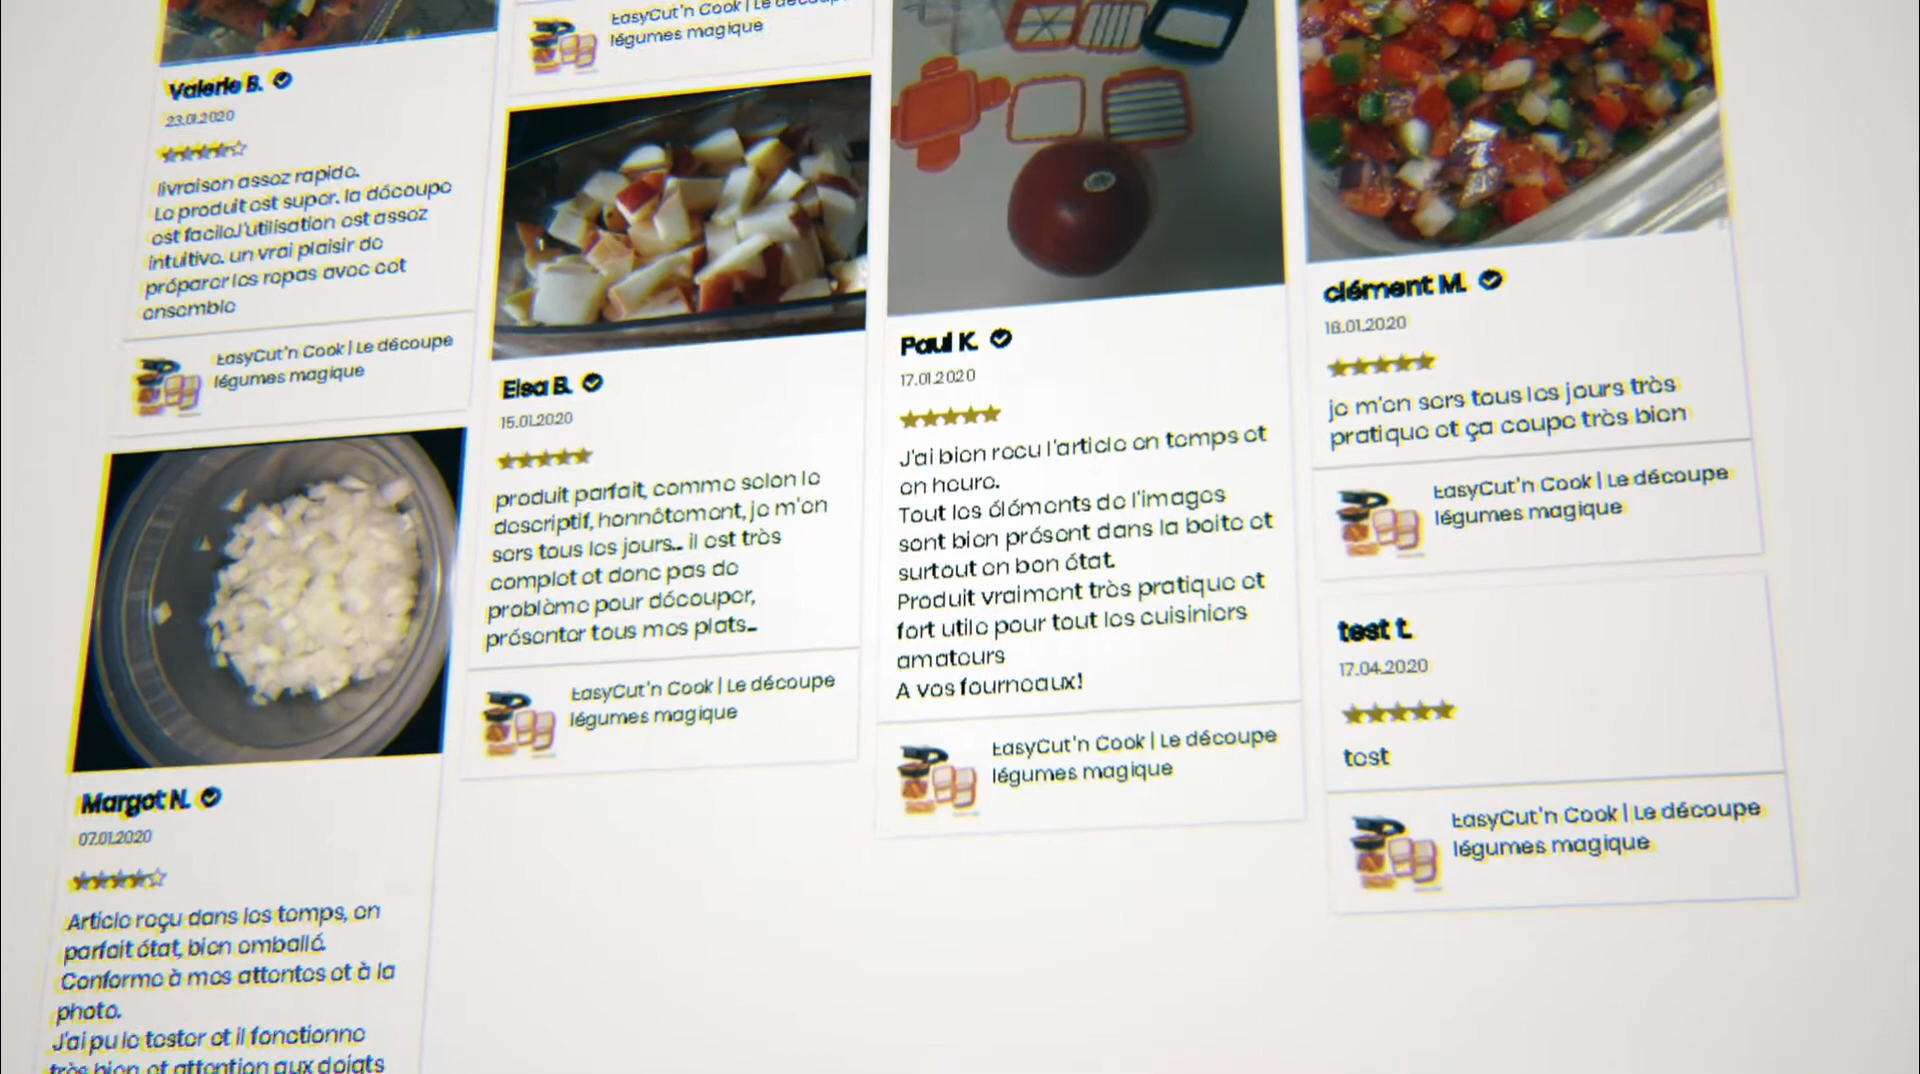 Valerie B.
23.01.2020
livraison assez rapide.
Le produit est super. la découpe
est facile.l'utilisation est assez
intuitive. un vrai plaisir de
préparer les repas avec cet
ensemble
EasyCut'n Cook | Le découpe
légumes magique
Margot N.
07.01.2020
Article reçu dans les temps, en
parfait état, bien emballé.
Conforme à mes attentes et à la
photo.
J'ai pu le tester et il fonctionne
très bien et attention aux doigts
EasyCut'n Cook | Le découpe
légumes magique
Elsa B.
15.01.2020
produit parfait, comme selon le
descriptif, honnêtement, je m'en
sers tous les jours... il est très
complet et donc pas de
problème pour découper,
présenter tous mes plats...
EasyCut'n Cook | Le découpe
légumes magique
Paul K.
17.01.2020
J'ai bien recu l'article en temps et
en heure.
Tout les éléments de l'images
sont bien présent dans la boite et
surtout en bon état.
Produit vraiment très pratique et
fort utile pour tout les cuisiniers
amateurs
A vos fourneaux!
EasyCut'n Cook | Le découpe
légumes magique
clément M.
18.01.2020
je m'en sers tous les jours très
pratique et ça coupe très bien
EasyCut'n Cook | Le découpe
légumes magique
test t.
17.04.2020
test
EasyCut'n Cook | Le découpe
légumes magique